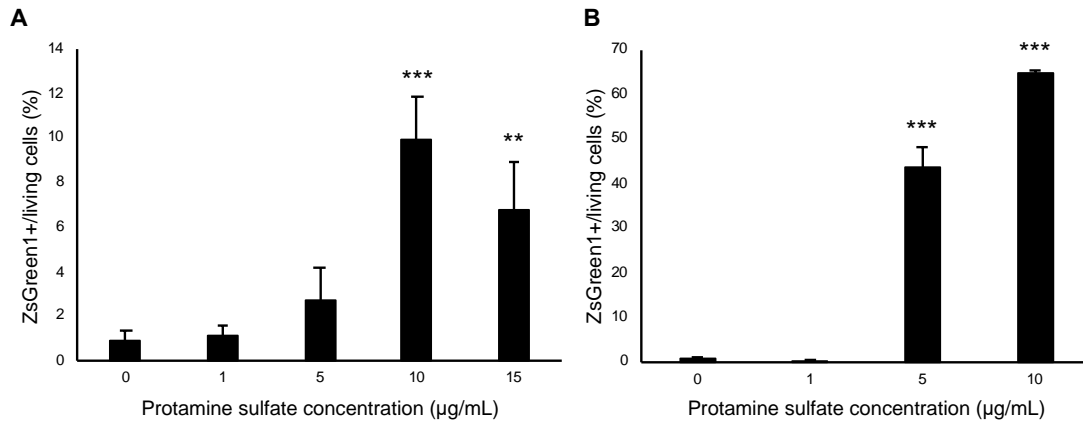 A
ZsGreen1+/living cells (%)
14
12
10
8
6
4
2
0
***
**
0 1 5 10 15
Protamine sulfate concentration (µg/mL)
B
ZsGreen1+/living cells (%)
70
60
50
40
30
20
10
0
***
***
0 1 5 10
Protamine sulfate concentration (µg/mL)